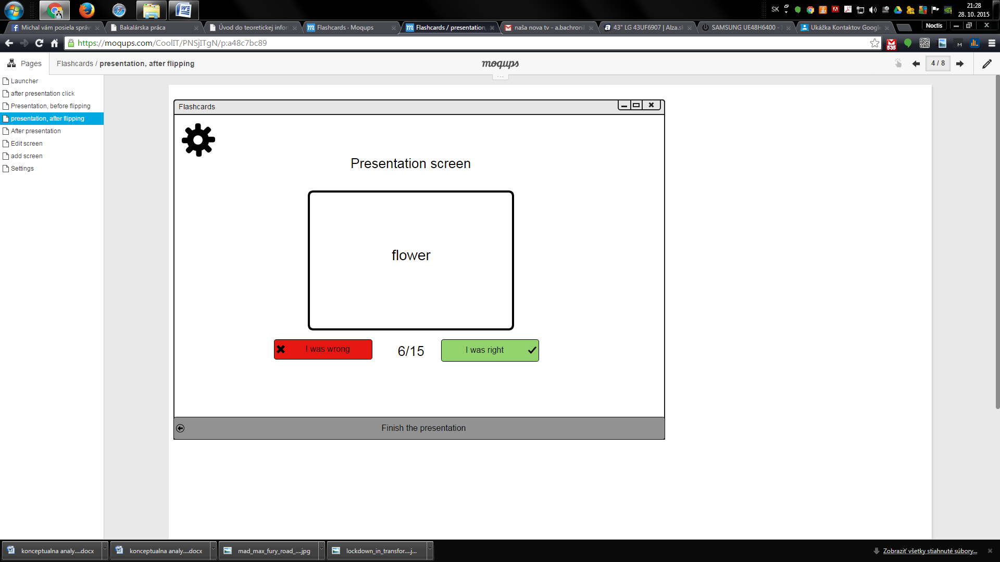 SK
21:28
28. 10. 2015
Michal vám posiela správ
Bakalárska práca
Úvod do teoretickej infor
Flashcards · Moqups
Flashcards / presentation,
naša nova tv - a.bachronil
43" LG 43UF6907 | Alza.sk
SAMSUNG UE48H6400 -
Ukážka Kontaktov Google
Noctis
https://moqups.com/CoolIT/PNSjITgN/p:a48c7bc89
535
M
Pages
Flashcards / presentation, after flipping
moqups
4 / 8
...
Launcher
after presentation click
Presentation, before flipping
presentation, after flipping
After presentation
Edit screen
add screen
Settings
Flashcards
Presentation screen
flower
I was wrong
6/15
I was right
Finish the presentation
konceptualna analy....docx
konceptualna analy....docx
mad_max_fury_road_....jpg
lockdown_in_transfor....j...
Zobraziť všetky stiahnuté súbory...